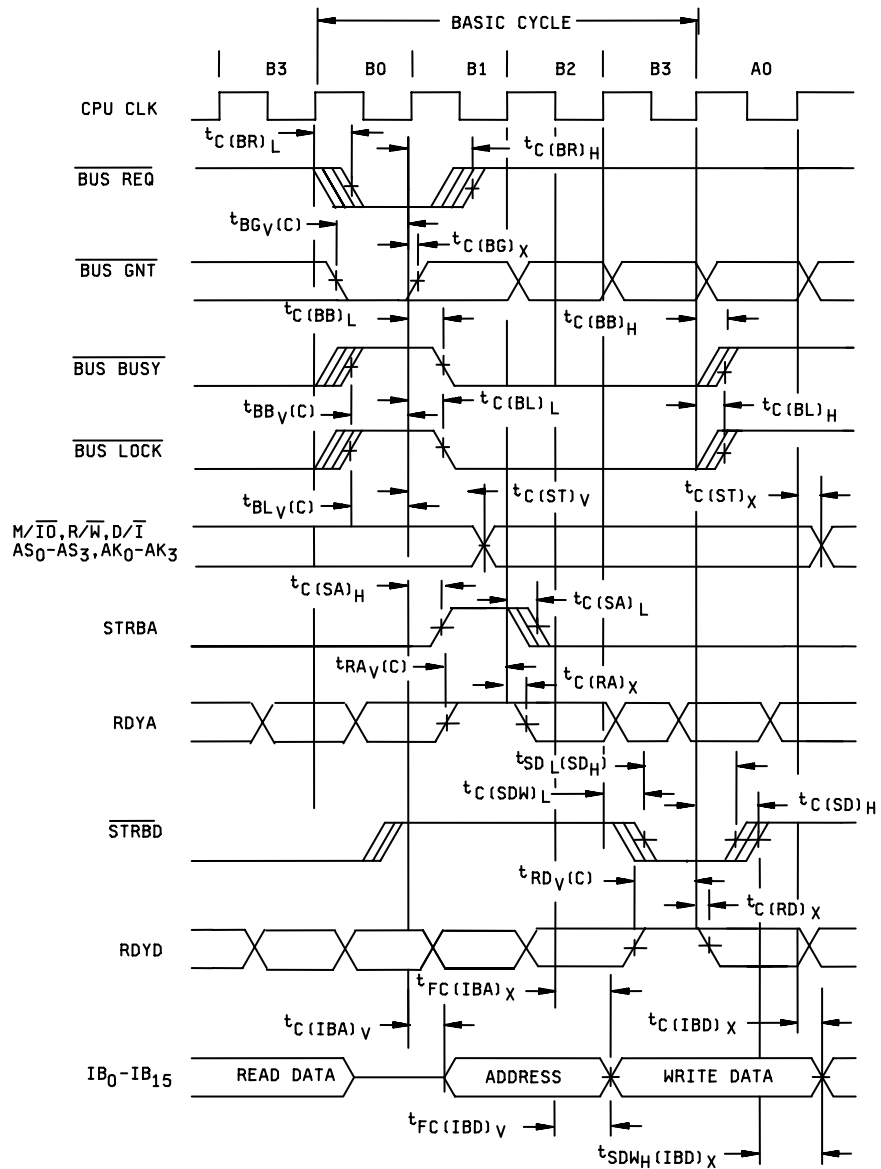 BASIC CYCLE
B3 B0 B1 B2 B3 A0
CPU CLK
tC(BR)L
tC(BR)H
BUS REQ
tBGV(C)
tC(BG)X
BUS GNT
tC(BB)L
tC(BB)H
BUS BUSY
tBBV(C)
tC(BL)L
tC(BL)H
BUS LOCK
tBLV(C)
tC(ST)V
tC(ST)X
M/IO,R/W,D/I
AS0-AS3,AK0-AK3
tC(SA)H
tC(SA)L
STRBA
tRAV(C)
tC(RA)X
RDYA
tSDL(SDH)
tC(SDW)L
tC(SD)H
STRBD
tRDV(C)
tC(RD)X
RDYD
tFC(IBA)X
tC(IBA)V
tC(IBD)X
IB0-IB15
READ DATA
ADDRESS
WRITE DATA
tFC(IBD)V
tSDWH(IBD)X